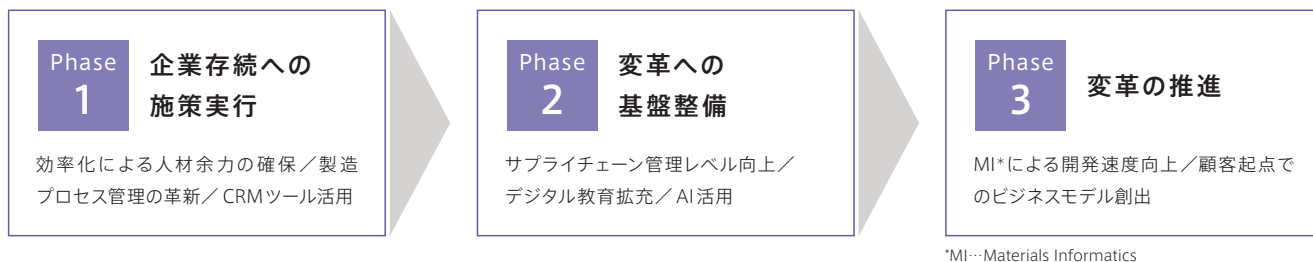 Phase
1
企業存続への
施策実行
効率化による人材余力の確保／製造
プロセス管理の革新／CRMツール活用
Phase
2
変革への
基盤整備
サプライチェーン管理レベル向上／
デジタル教育拡充／AI活用
Phase
3
変革の推進
MI*による開発速度向上／顧客起点で
のビジネスモデル創出
*MI…Materials Informatics